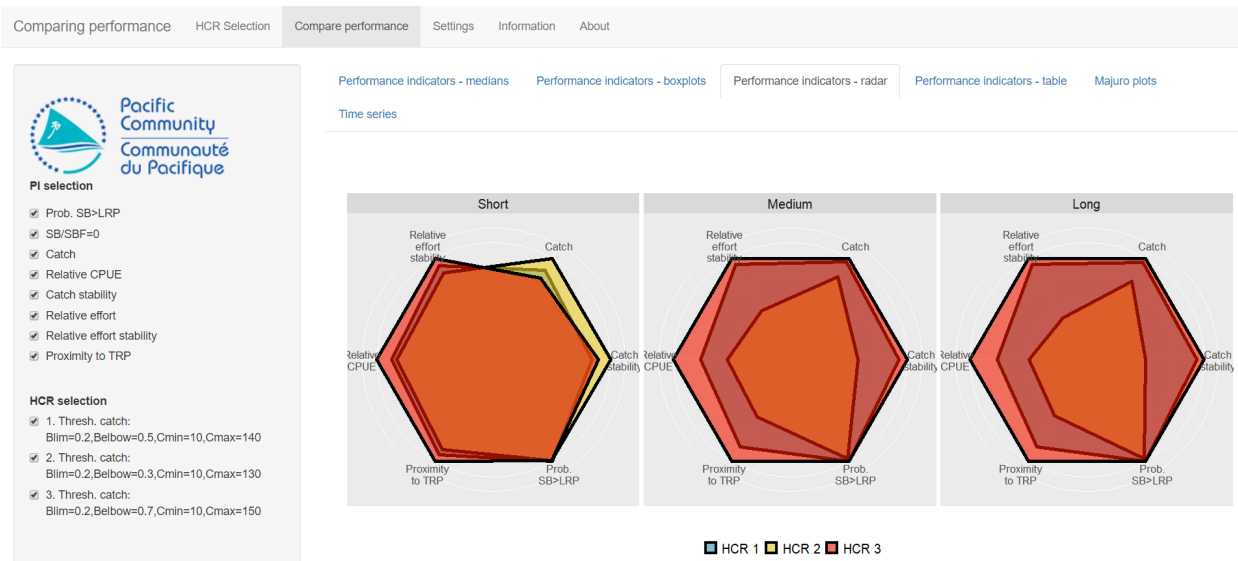 Comparing performance HCR Selection Compare performance Settings Information About
Pacific
Community
Communauté
du Pacifique
PI selection
Prob. SB>LRP
SB/SBF=0
Catch
Relative CPUE
Catch stability
Relative effort
Relative effort stability
Proximity to TRP
HCR selection
1. Thresh. catch:
Blim=0.2,Belbow=0.5,Cmin=10,Cmax=140
2. Thresh. catch:
Blim=0.2,Belbow=0.3,Cmin=10,Cmax=130
3. Thresh. catch:
Blim=0.2,Belbow=0.7,Cmin=10,Cmax=150
Performance indicators - medians Performance indicators - boxplots Performance indicators - radar Performance indicators - table Majuro plots
Time series
Short
Relative
effort
stability
Catch
Relative
CPUE
Catch
stability
Proximity
to TRP
Prob.
SB>LRP
Medium
Relative
effort
stability
Catch
Relative
CPUE
Catch
stability
Proximity
to TRP
Prob.
SB>LRP
Long
Relative
effort
stability
Catch
Relative
CPUE
Catch
stability
Proximity
to TRP
Prob.
SB>LRP
HCR 1 HCR 2 HCR 3